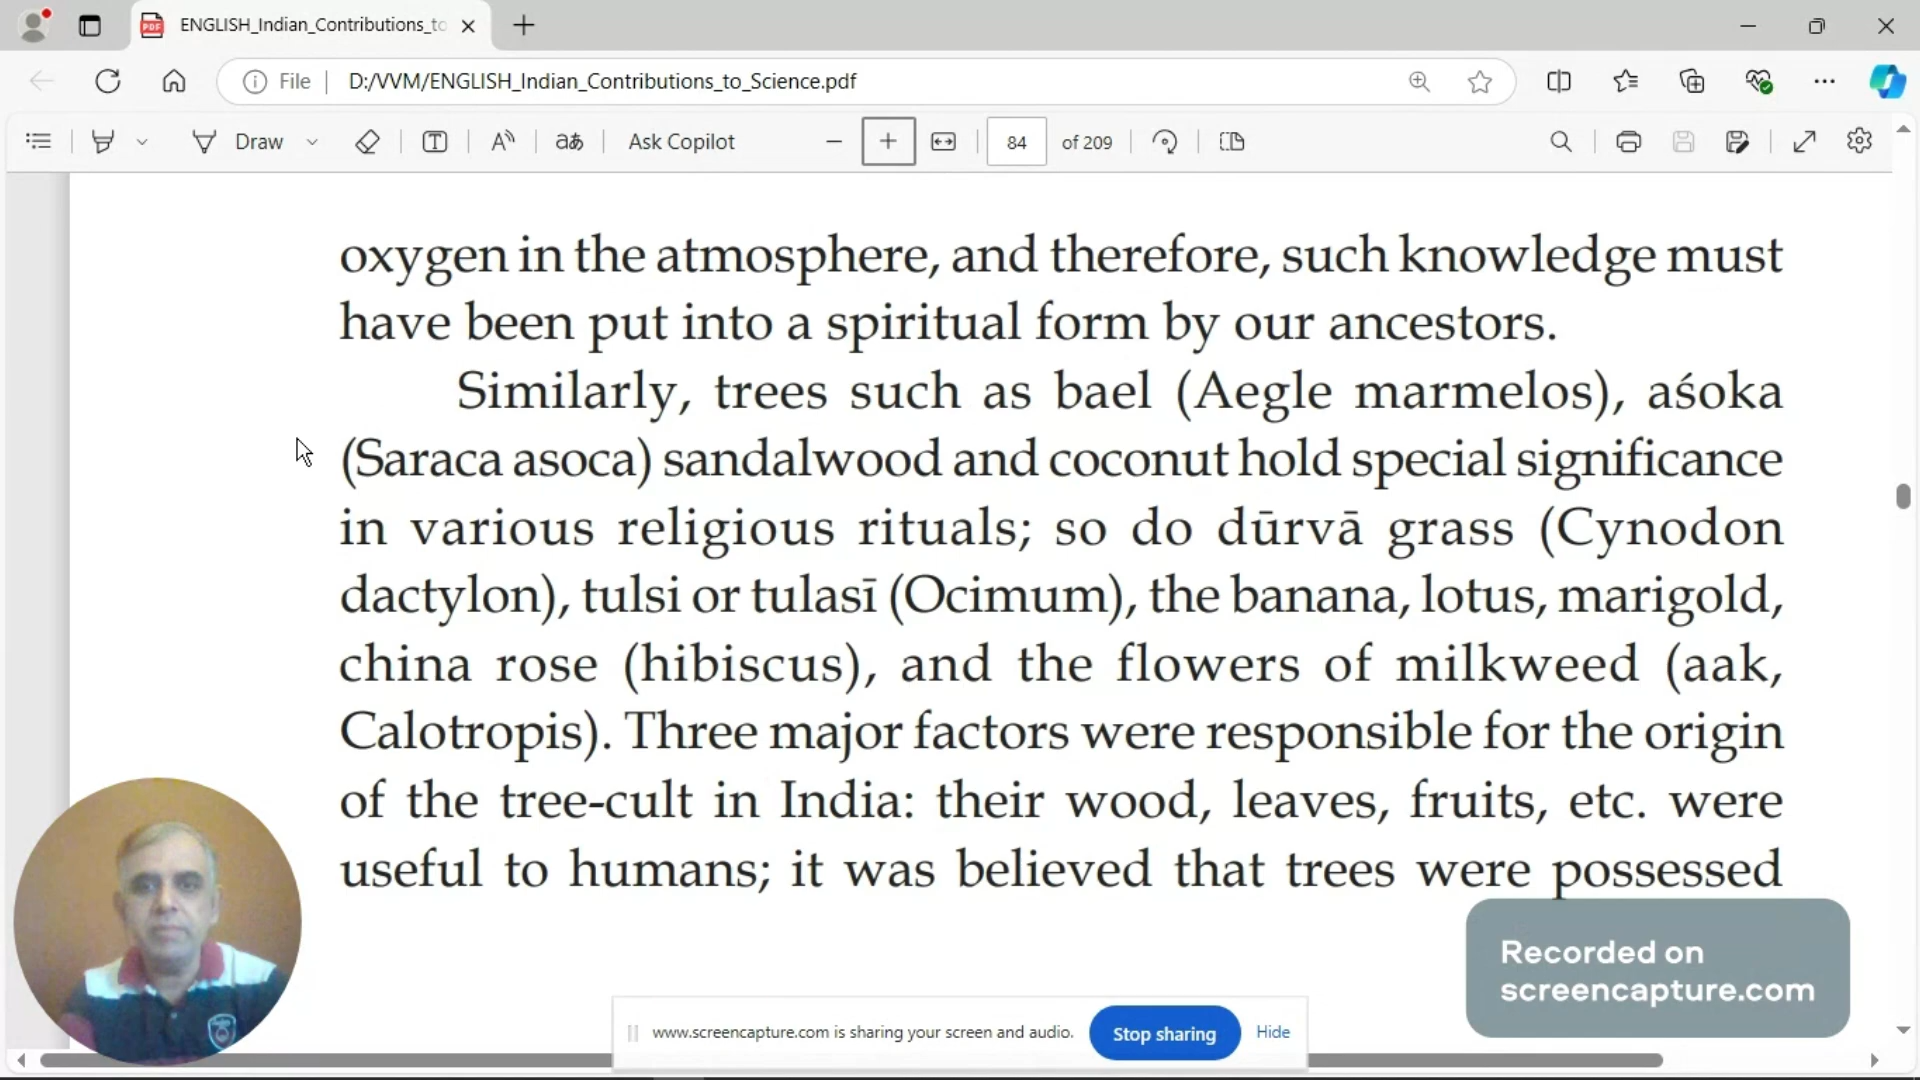 ENGLISH_Indian_Contributions_to
File
D:/VVM/ENGLISH_Indian_Contributions_to_Science.pdf
Draw
Ask Copilot
84
of 209
oxygen in the atmosphere, and therefore, such knowledge must
have been put into a spiritual form by our ancestors.
Similarly, trees such as bael (Aegle marmelos), aśoka
(Saraca asoca) sandalwood and coconut hold special significance
in various religious rituals; so do dūrvā grass (Cynodon
dactylon), tulsi or tulasī (Ocimum), the banana, lotus, marigold,
china rose (hibiscus), and the flowers of milkweed (aak,
Calotropis). Three major factors were responsible for the origin
of the tree-cult in India: their wood, leaves, fruits, etc. were
useful to humans; it was believed that trees were possessed
Recorded on
screencapture.com
www.screencapture.com is sharing your screen and audio.
Stop sharing
Hide